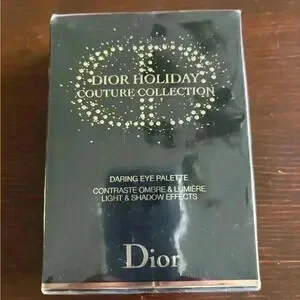 DIOR HOLIDAY
COUTURE COLLECTION
DARING EYE PALETTE
CONTRASTE OMBRE & LUMIÈRE
LIGHT & SHADOW EFFECTS
Dior